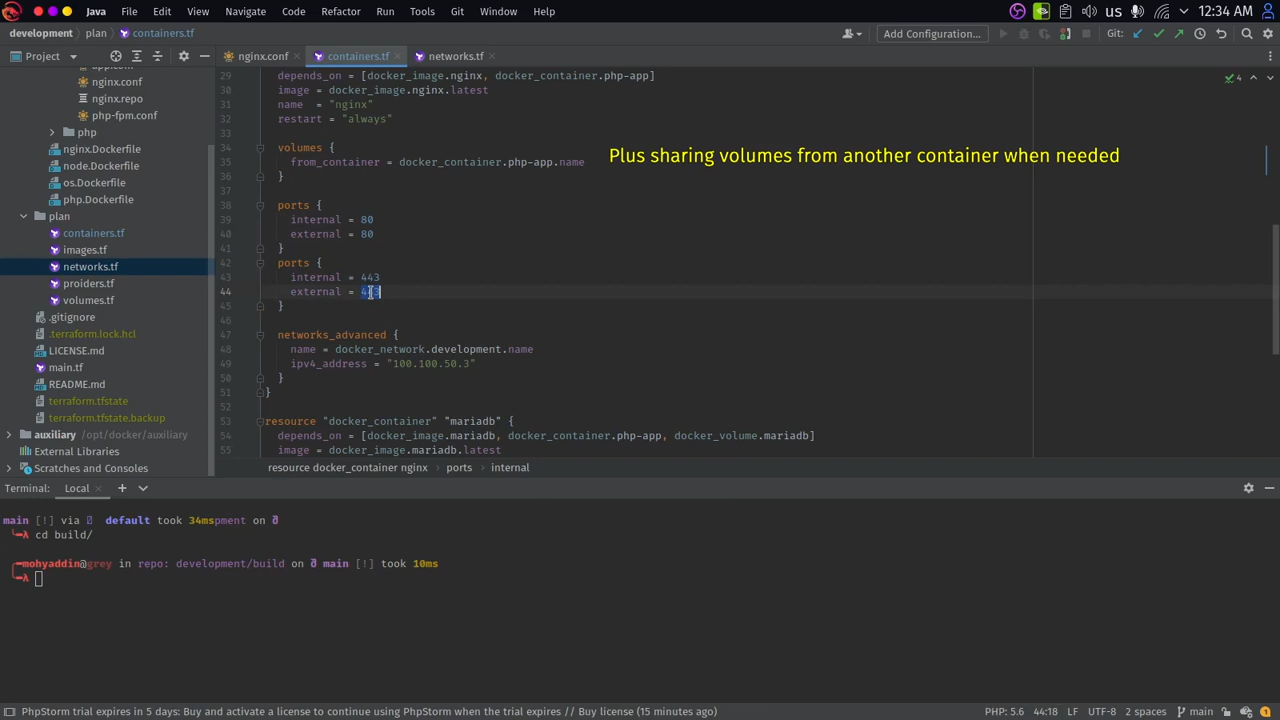 Java File Edit View Navigate Code Refactor Run Tools Git Window Help us 12:34 AM
development plan containers.tf Add Configuration... Git:
Project nginx.conf containers.tf networks.tf
nginx.conf
nginx.repo
php-fpm.conf
php
nginx.Dockerfile
node.Dockerfile
os.Dockerfile
php.Dockerfile
plan
containers.tf
images.tf
networks.tf
proiders.tf
volumes.tf
.gitignore
.terraform.lock.hcl
LICENSE.md
main.tf
README.md
terraform.tfstate
terraform.tfstate.backup
auxiliary /opt/docker/auxiliary
External Libraries
Scratches and Consoles
29 depends_on = [docker_image.nginx, docker_container.php-app]
30 image = docker_image.nginx.latest
31 name = "nginx"
32 restart = "always"
33
34 volumes {
35 from_container = docker_container.php-app.name
36 }
37
38 ports {
39 internal = 80
40 external = 80
41 }
42 ports {
43 internal = 443
44 external = 443
45 }
46
47 networks_advanced {
48 name = docker_network.development.name
49 ipv4_address = "100.100.50.3"
50 }
51 }
52
53 resource "docker_container" "mariadb" {
54 depends_on = [docker_image.mariadb, docker_container.php-app, docker_volume.mariadb]
55 image = docker_image.mariadb.latest
4
Plus sharing volumes from another container when needed
resource docker_container nginx ports internal
Terminal: Local
main [!] via default took 34mspment on ð
λ cd build/
mohyaddin@grey in repo: development/build on ð main [!] took 10ms
λ
PhpStorm trial expires in 5 days: Buy and activate a license to continue using PhpStorm when the trial expires // Buy license (15 minutes ago) PHP: 5.6 44:18 LF UTF-8 2 spaces main 1